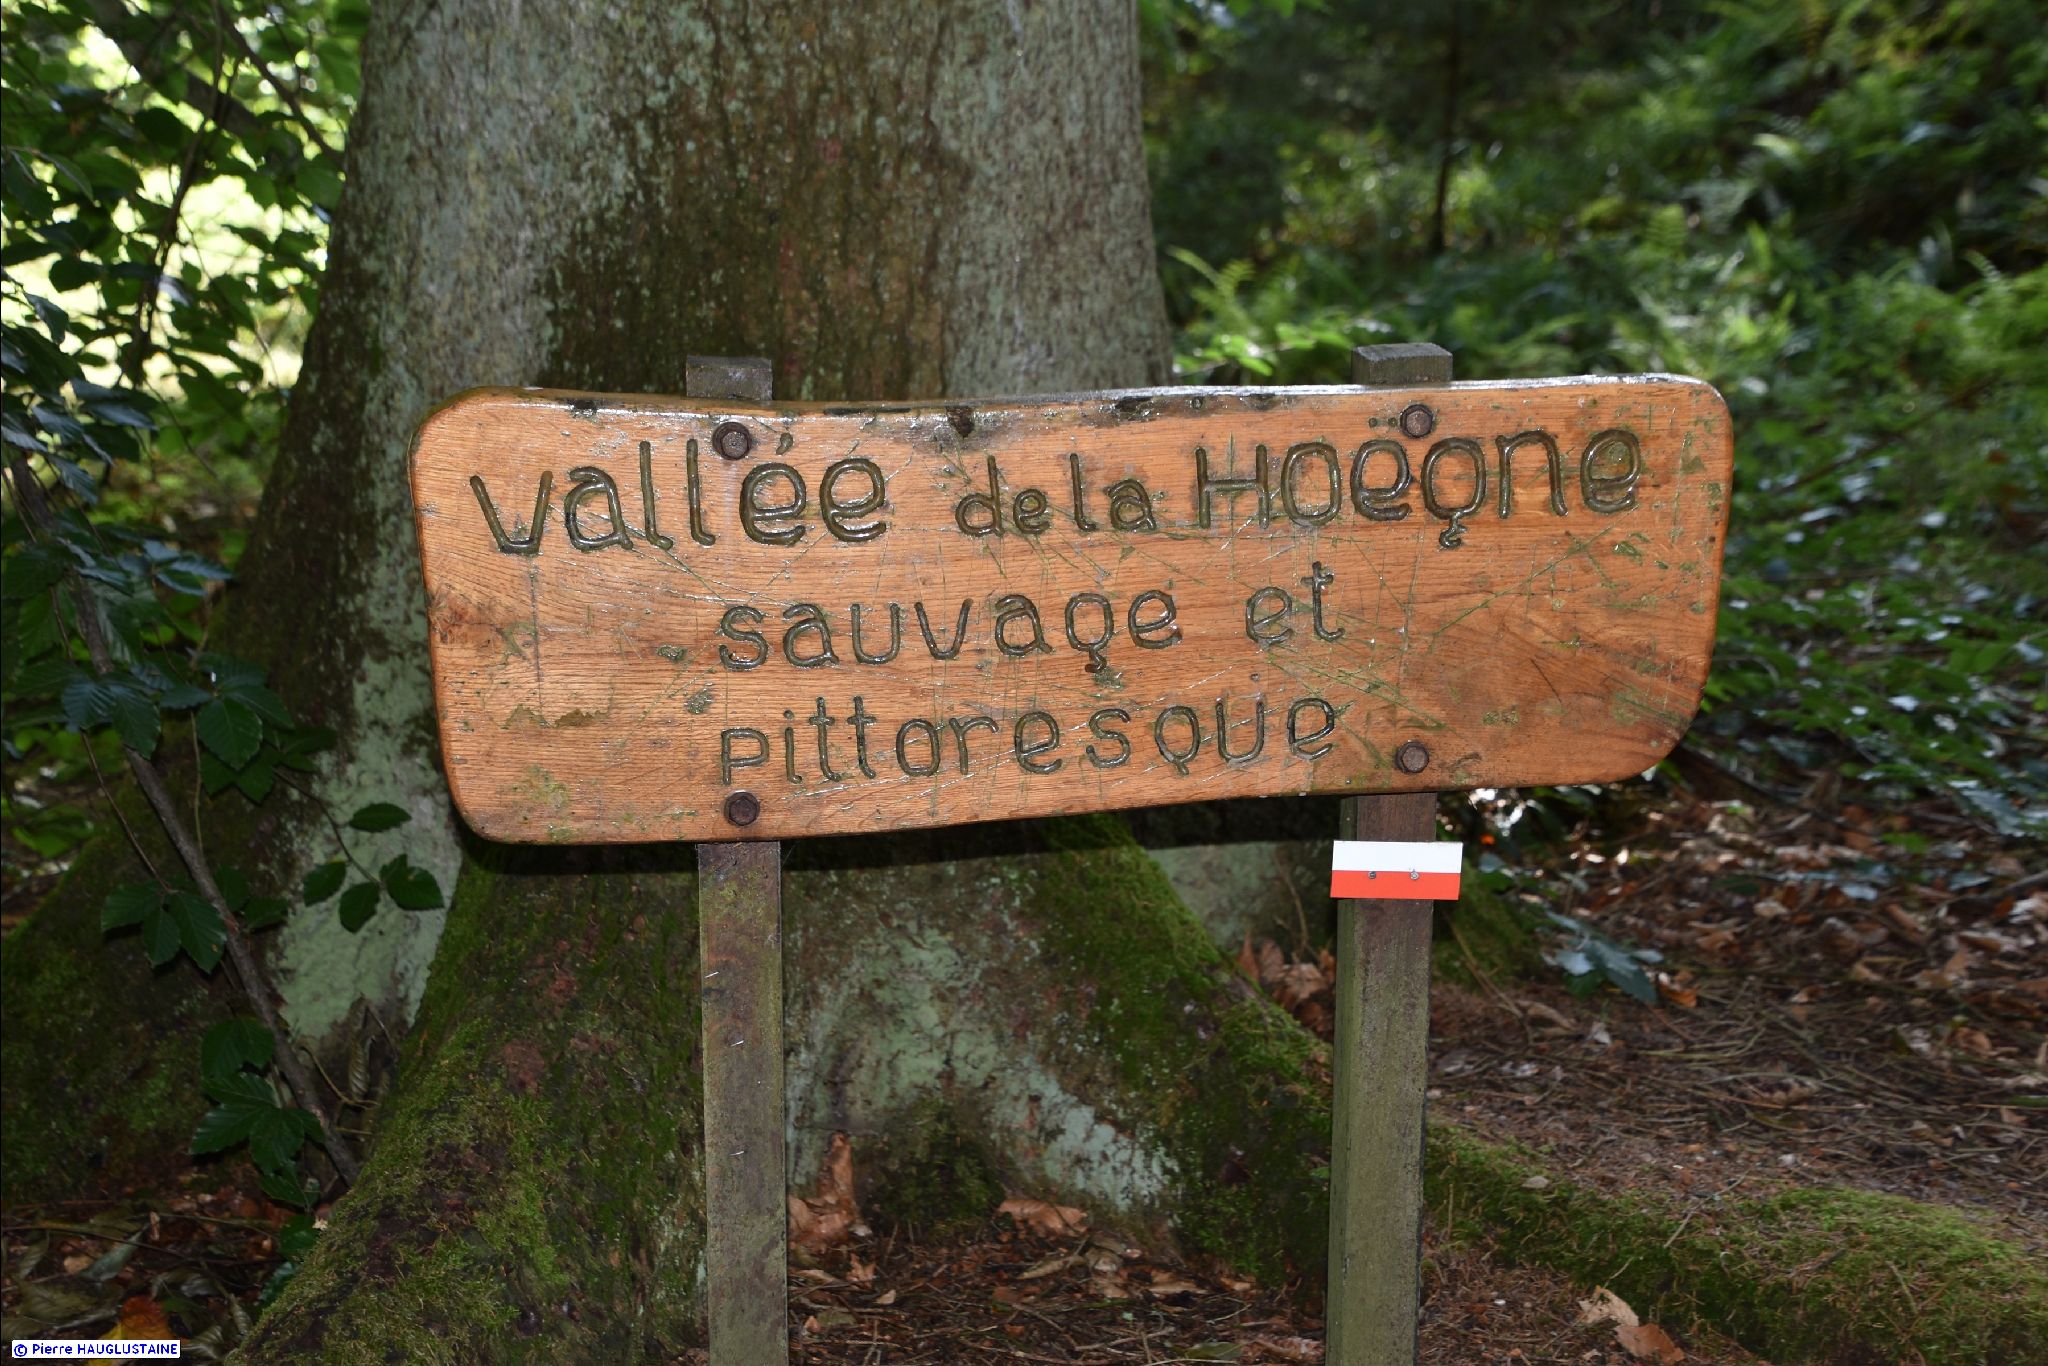 Vallée de la Hoëgne
sauvage et
pittoresque
© Pierre HAUGLUSTAINE